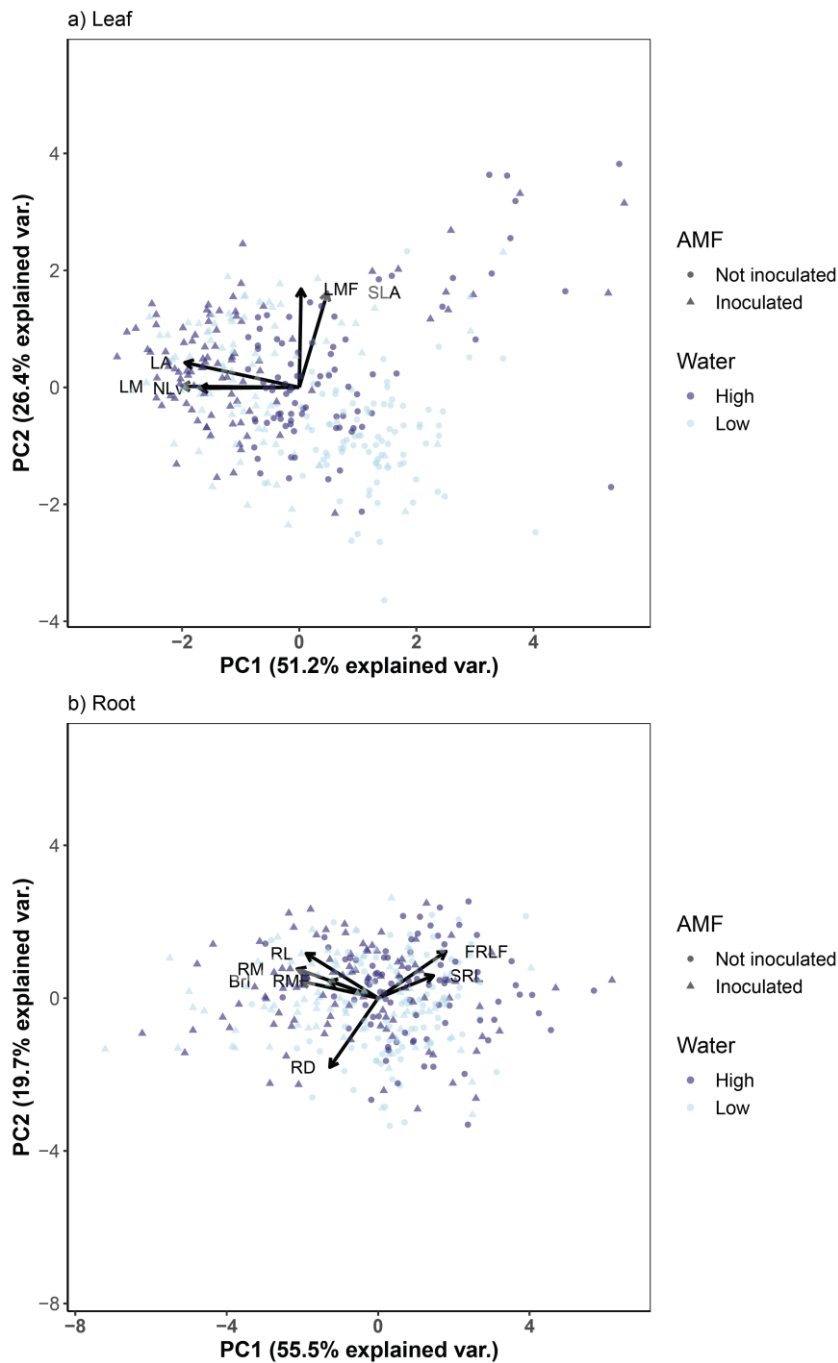 a) Leaf
4
2
0
−2
−4
PC2 (26.4% explained var.)
LMF SLA
LA
LM NLv
−2 0 2 4
PC1 (51.2% explained var.)
AMF
Not inoculated
Inoculated
Water
High
Low
b) Root
4
0
−4
−8
PC2 (19.7% explained var.)
RL
FRLF
RM
SRL
BrI RMF
RD
−8 −4 0 4
PC1 (55.5% explained var.)
AMF
Not inoculated
Inoculated
Water
High
Low